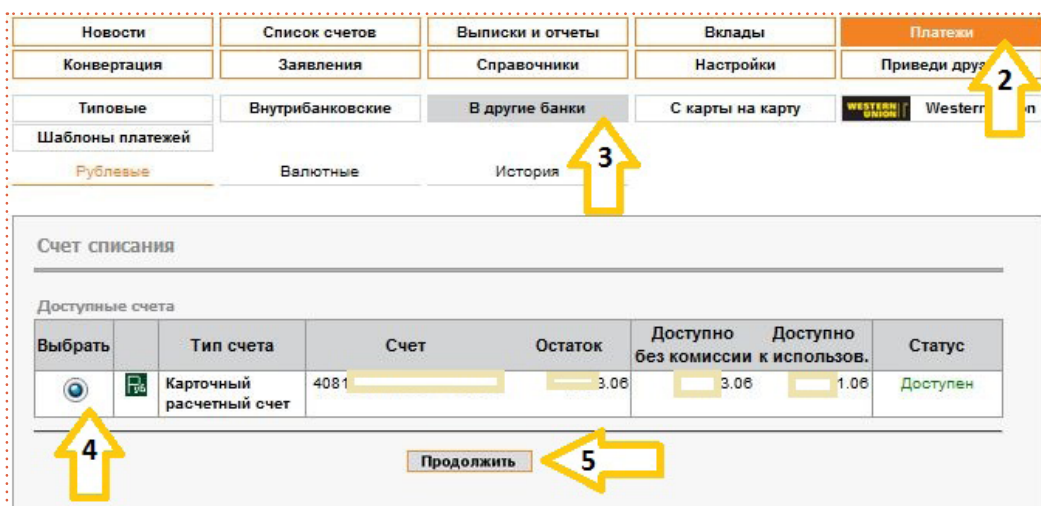 Новости Список счетов Выписки и отчеты Вклады Платежи
Конвертация Заявления Справочники Настройки Приведи
2
Типовые Внутрибанковские В другие банки С карты на карту WESTERN UNION
Шаблоны платежей
3
Рублевые Валютные История
Счет списания
Доступные счета
Выбрать Тип счета Счет Остаток Доступно без комиссии Доступно к использов. Статус
Руб Карточный расчетный счет 4081 3.06 3.06 1.06 Доступен
4
Продолжить 5